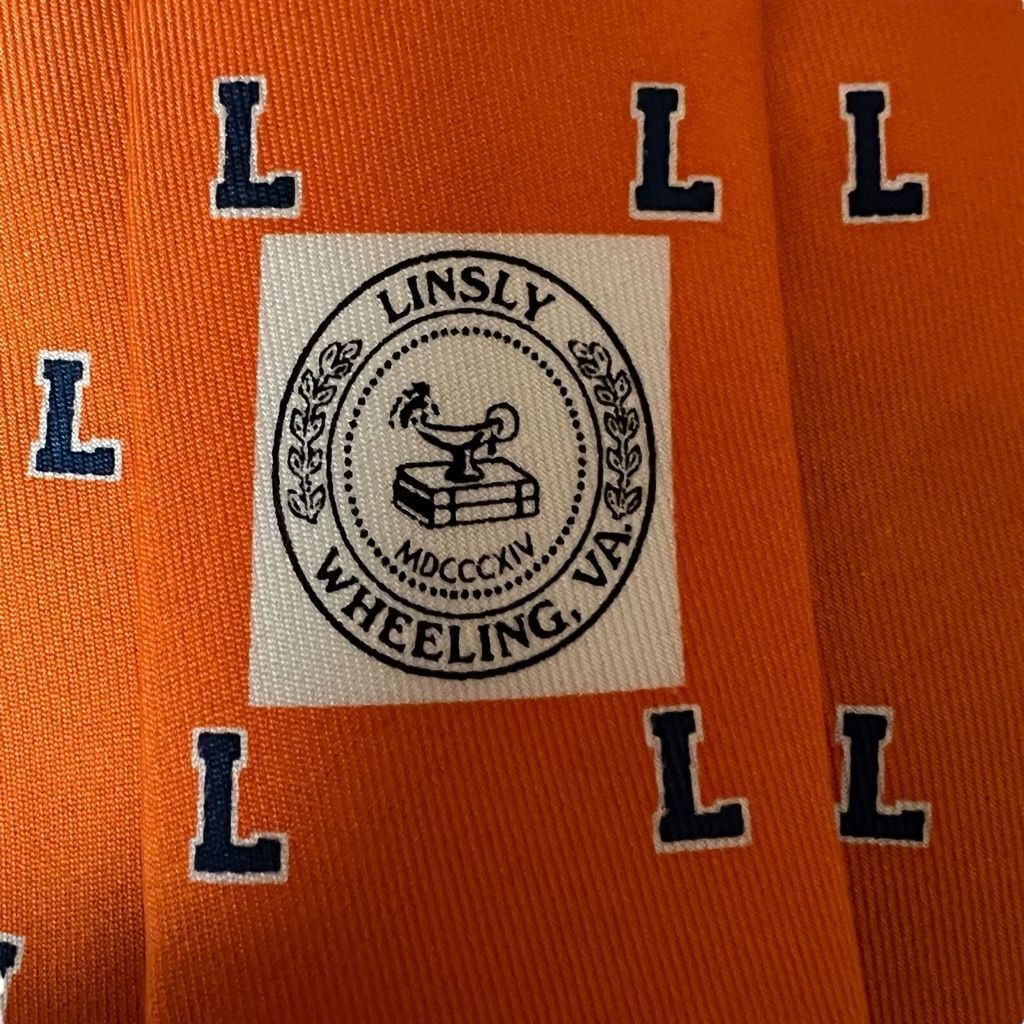 L L L
LINSLY
L
MDCCCXIV
WHEELING, VA.
L L L